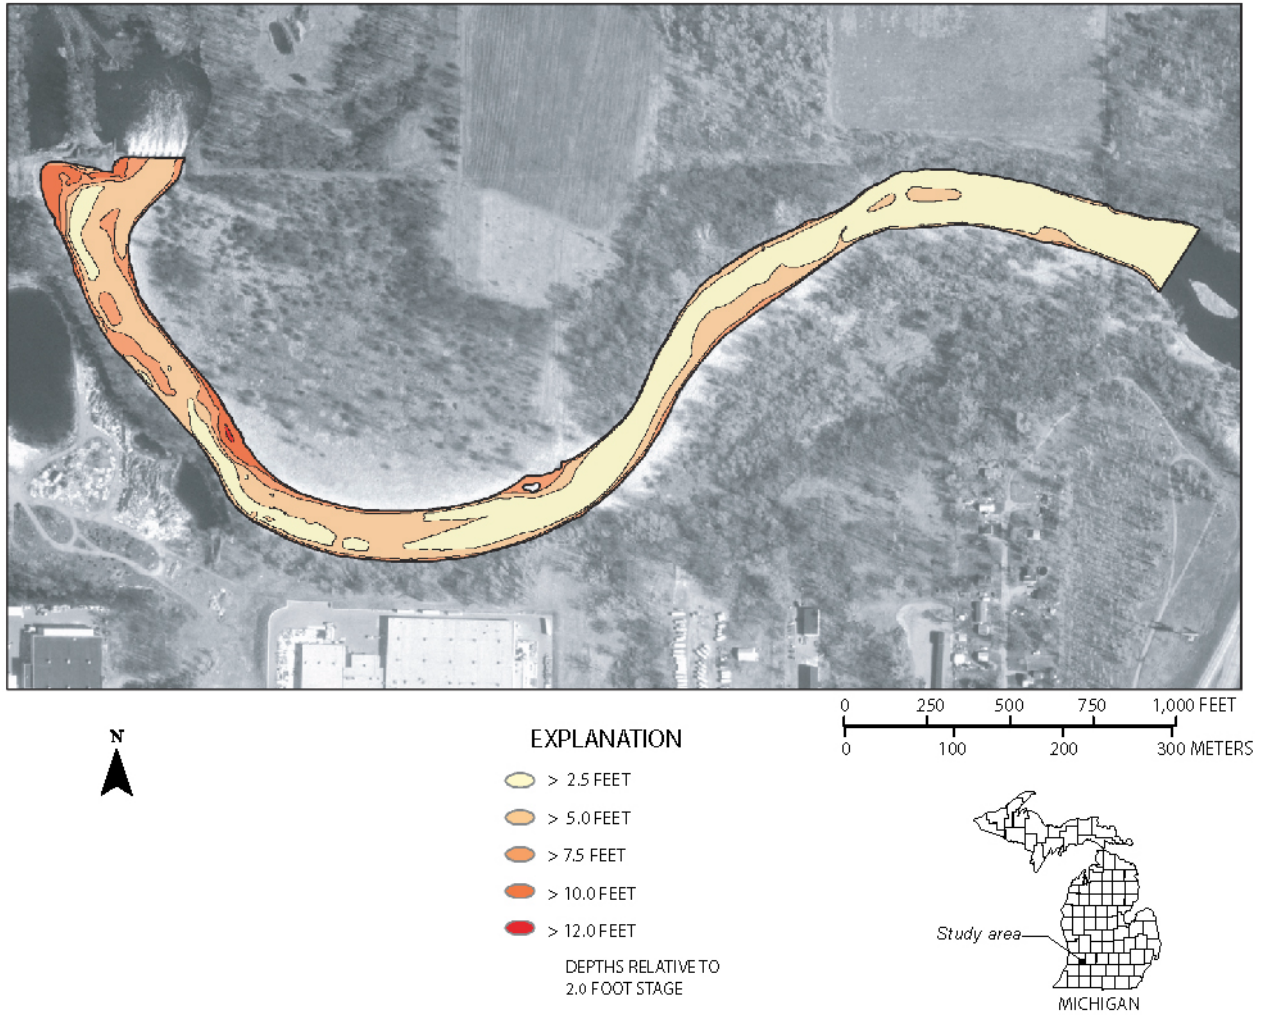 0 250 500 750 1,000 FEET
0 100 200 300 METERS
N
EXPLANATION
> 2.5 FEET
> 5.0 FEET
> 7.5 FEET
> 10.0 FEET
> 12.0 FEET
DEPTHS RELATIVE TO
2.0 FOOT STAGE
Study area
MICHIGAN